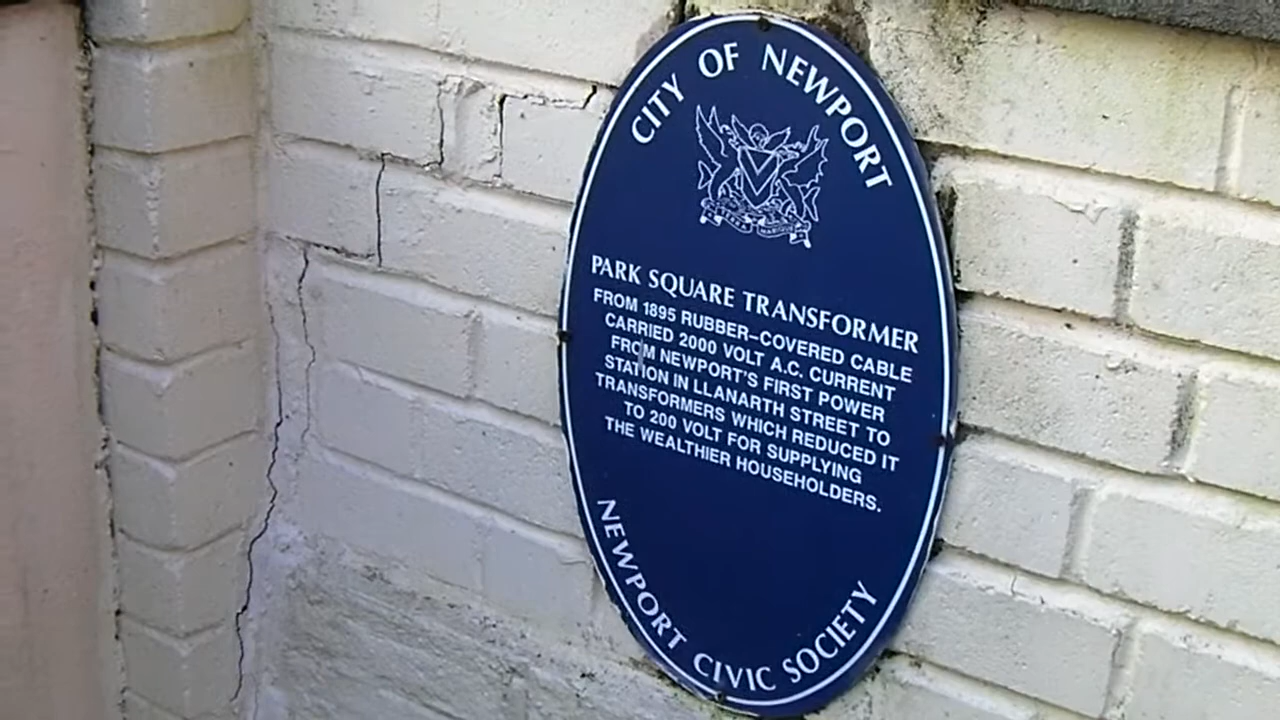 CITY OF NEWPORT
TERRA MARIQUE
PARK SQUARE TRANSFORMER
FROM 1895 RUBBER-COVERED CABLE
CARRIED 2000 VOLT A.C. CURRENT
FROM NEWPORT'S FIRST POWER
STATION IN LLANARTH STREET TO
TRANSFORMERS WHICH REDUCED IT
TO 200 VOLT FOR SUPPLYING
THE WEALTHIER HOUSEHOLDERS.
NEWPORT CIVIC SOCIETY